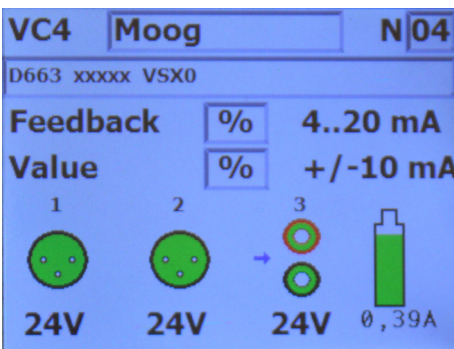 VC4 Moog N 04
D663 xxxxx VSX0
Feedback % 4..20 mA
Value % +/-10 mA
1 2 3
24V 24V 24V 0,39A